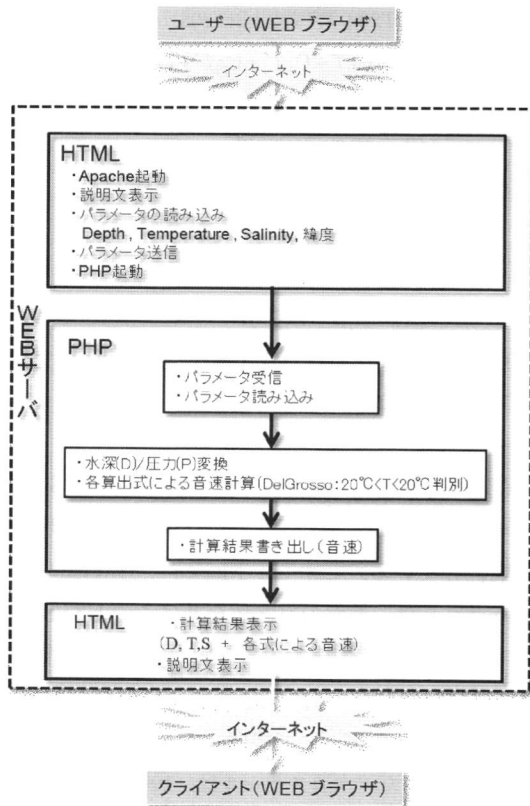 ユーザー(WEB ブラウザ)
インターネット
HTML
・Apache起動
・説明文表示
・パラメータの読み込み
Depth , Temperature , Salinity, 緯度
・パラメータ送信
・PHP起動
WEBサーバ
PHP
・パラメータ受信
・パラメータ読み込み
・水深(D)/圧力(P)変換
・各算出式による音速計算(DelGrosso:20℃<T<20℃判別)
・計算結果書き出し(音速)
HTML ・計算結果表示
(D, T,S + 各式による音速)
・説明文表示
インターネット
クライアント(WEB ブラウザ)